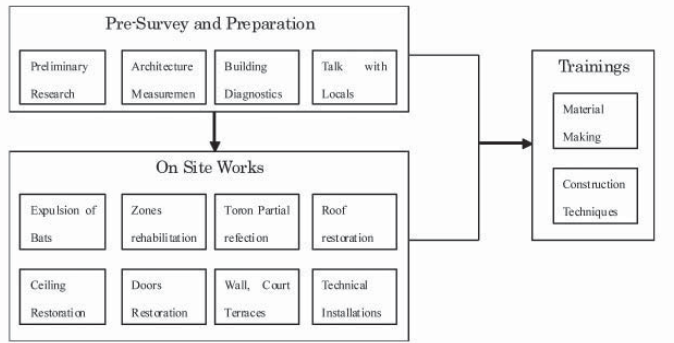 Pre-Survey and Preparation
Preliminary
Research
Architecture
Measuremen
Building
Diagnostics
Talk with
Locals
Trainings
Material
Making
Construction
Techniques
On Site Works
Expulsion of
Bats
Zones
rehabilitation
Toron Partial
refection
Roof
restoration
Ceiling
Restoration
Doors
Restoration
Wall, Court
Terraces
Technical
Installations